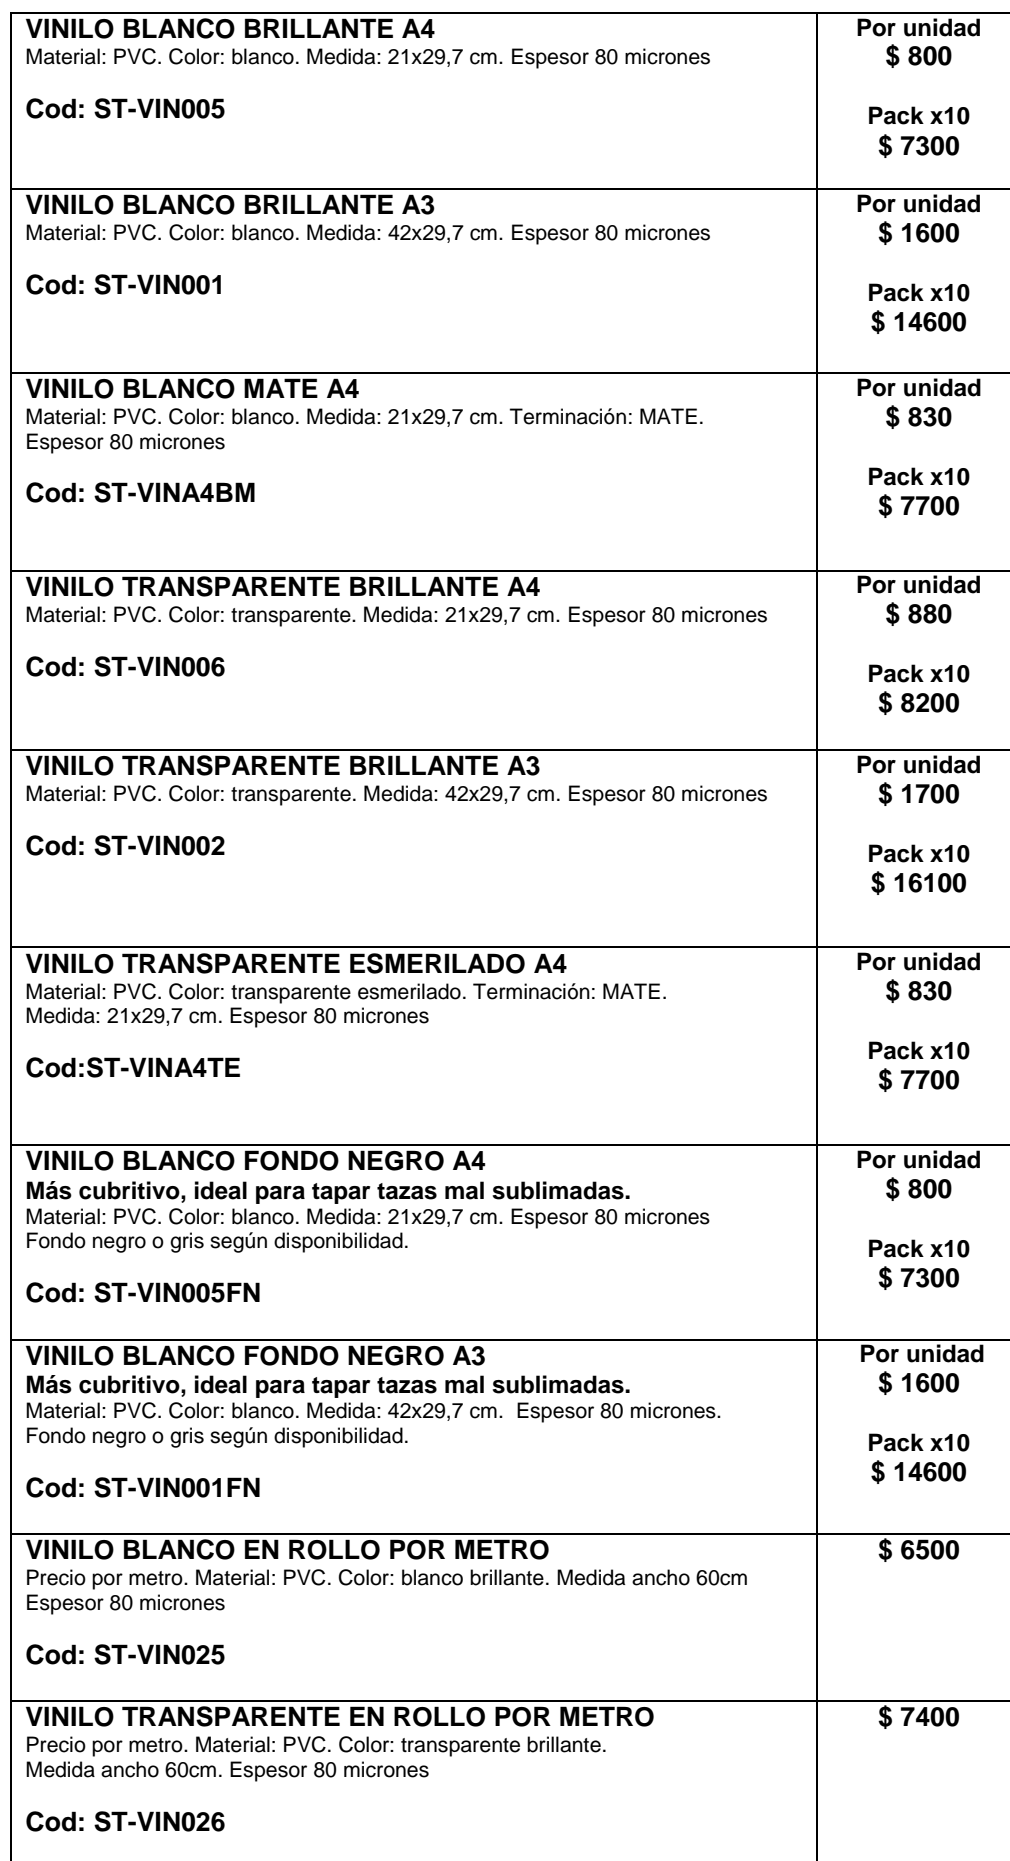 VINILO BLANCO BRILLANTE A4
Material: PVC. Color: blanco. Medida: 21x29,7 cm. Espesor 80 micrones
Cod: ST-VIN005
Por unidad
$ 800
Pack x10
$ 7300
VINILO BLANCO BRILLANTE A3
Material: PVC. Color: blanco. Medida: 42x29,7 cm. Espesor 80 micrones
Cod: ST-VIN001
Por unidad
$ 1600
Pack x10
$ 14600
VINILO BLANCO MATE A4
Material: PVC. Color: blanco. Medida: 21x29,7 cm. Terminación: MATE.
Espesor 80 micrones
Cod: ST-VINA4BM
Por unidad
$ 830
Pack x10
$ 7700
VINILO TRANSPARENTE BRILLANTE A4
Material: PVC. Color: transparente. Medida: 21x29,7 cm. Espesor 80 micrones
Cod: ST-VIN006
Por unidad
$ 880
Pack x10
$ 8200
VINILO TRANSPARENTE BRILLANTE A3
Material: PVC. Color: transparente. Medida: 42x29,7 cm. Espesor 80 micrones
Cod: ST-VIN002
Por unidad
$ 1700
Pack x10
$ 16100
VINILO TRANSPARENTE ESMERILADO A4
Material: PVC. Color: transparente esmerilado. Terminación: MATE.
Medida: 21x29,7 cm. Espesor 80 micrones
Cod:ST-VINA4TE
Por unidad
$ 830
Pack x10
$ 7700
VINILO BLANCO FONDO NEGRO A4
Más cubritivo, ideal para tapar tazas mal sublimadas.
Material: PVC. Color: blanco. Medida: 21x29,7 cm. Espesor 80 micrones
Fondo negro o gris según disponibilidad.
Cod: ST-VIN005FN
Por unidad
$ 800
Pack x10
$ 7300
VINILO BLANCO FONDO NEGRO A3
Más cubritivo, ideal para tapar tazas mal sublimadas.
Material: PVC. Color: blanco. Medida: 42x29,7 cm.  Espesor 80 micrones.
Fondo negro o gris según disponibilidad.
Cod: ST-VIN001FN
Por unidad
$ 1600
Pack x10
$ 14600
VINILO BLANCO EN ROLLO POR METRO
Precio por metro. Material: PVC. Color: blanco brillante. Medida ancho 60cm
Espesor 80 micrones
Cod: ST-VIN025
$ 6500
VINILO TRANSPARENTE EN ROLLO POR METRO
Precio por metro. Material: PVC. Color: transparente brillante.
Medida ancho 60cm. Espesor 80 micrones
Cod: ST-VIN026
$ 7400